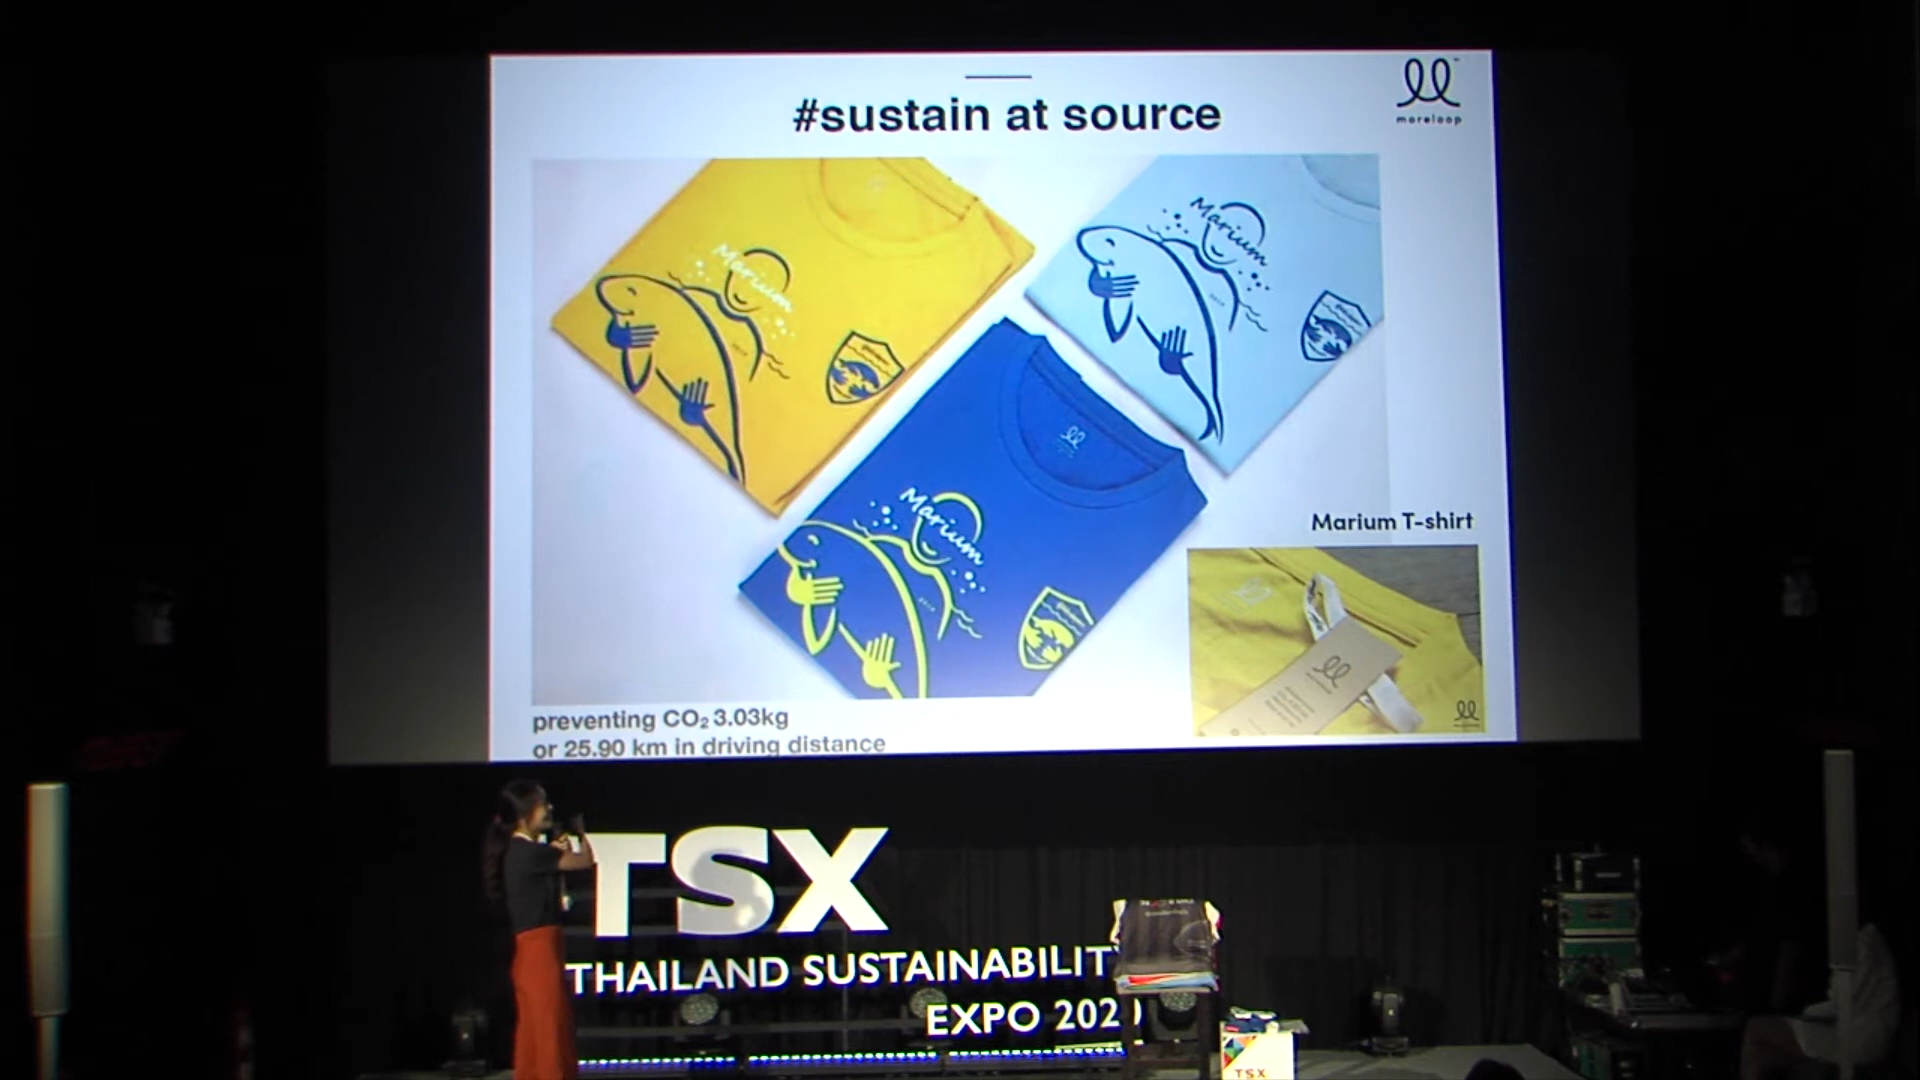 #sustain at source
moreloop
Marium
Marium
Marium
Marium T-shirt
preventing CO₂ 3.03kg
or 25.90 km in driving distance
TSX
THAILAND SUSTAINABILIT
EXPO 202
TSX